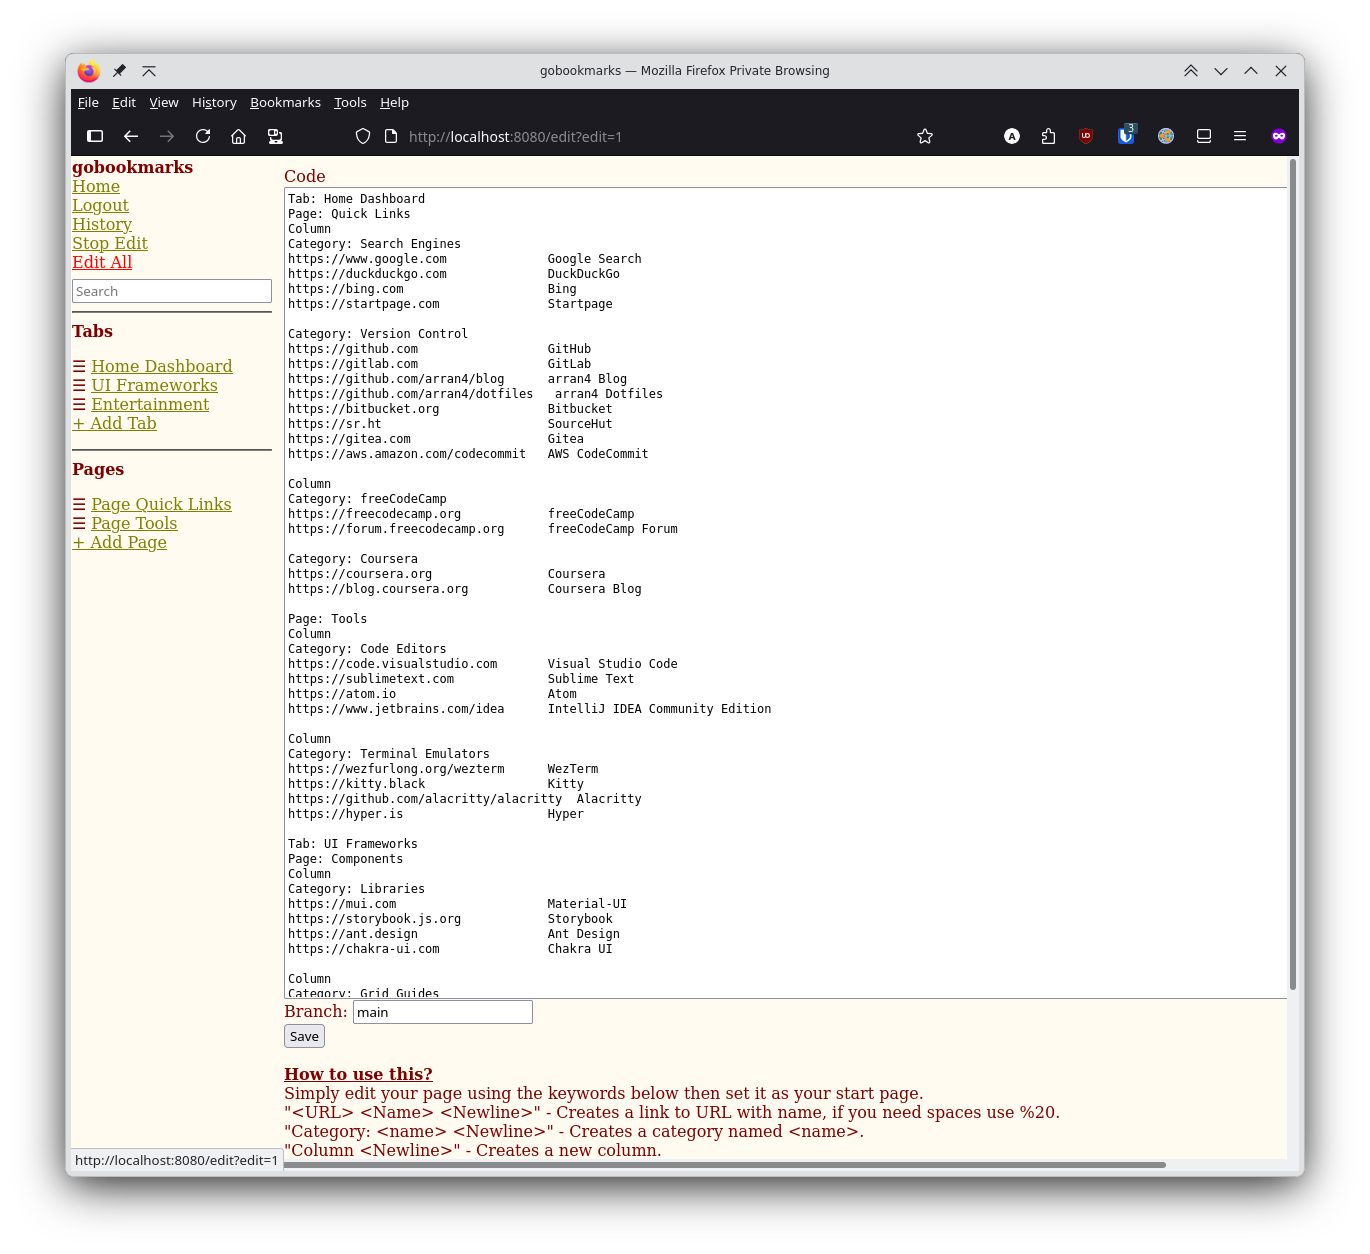 gobookmarks — Mozilla Firefox Private Browsing
File Edit View History Bookmarks Tools Help
http://localhost:8080/edit?edit=1
A
UD
3
gobookmarks
Home
Logout
History
Stop Edit
Edit All
Search
Tabs
☰ Home Dashboard
☰ UI Frameworks
☰ Entertainment
+ Add Tab
Pages
☰ Page Quick Links
☰ Page Tools
+ Add Page
Code
Tab: Home Dashboard
Page: Quick Links
Column
Category: Search Engines
https://www.google.com Google Search
https://duckduckgo.com DuckDuckGo
https://bing.com Bing
https://startpage.com Startpage
Category: Version Control
https://github.com GitHub
https://gitlab.com GitLab
https://github.com/arran4/blog arran4 Blog
https://github.com/arran4/dotfiles arran4 Dotfiles
https://bitbucket.org Bitbucket
https://sr.ht SourceHut
https://gitea.com Gitea
https://aws.amazon.com/codecommit AWS CodeCommit
Column
Category: freeCodeCamp
https://freecodecamp.org freeCodeCamp
https://forum.freecodecamp.org freeCodeCamp Forum
Category: Coursera
https://coursera.org Coursera
https://blog.coursera.org Coursera Blog
Page: Tools
Column
Category: Code Editors
https://code.visualstudio.com Visual Studio Code
https://sublimetext.com Sublime Text
https://atom.io Atom
https://www.jetbrains.com/idea IntelliJ IDEA Community Edition
Column
Category: Terminal Emulators
https://wezfurlong.org/wezterm WezTerm
https://kitty.black Kitty
https://github.com/alacritty/alacritty Alacritty
https://hyper.is Hyper
Tab: UI Frameworks
Page: Components
Column
Category: Libraries
https://mui.com Material-UI
https://storybook.js.org Storybook
https://ant.design Ant Design
https://chakra-ui.com Chakra UI
Column
Category: Grid Guides
Branch: main
Save
How to use this?
Simply edit your page using the keywords below then set it as your start page.
"<URL> <Name> <Newline>" - Creates a link to URL with name, if you need spaces use %20.
"Category: <name> <Newline>" - Creates a category named <name>.
"Column <Newline>" - Creates a new column.
http://localhost:8080/edit?edit=1